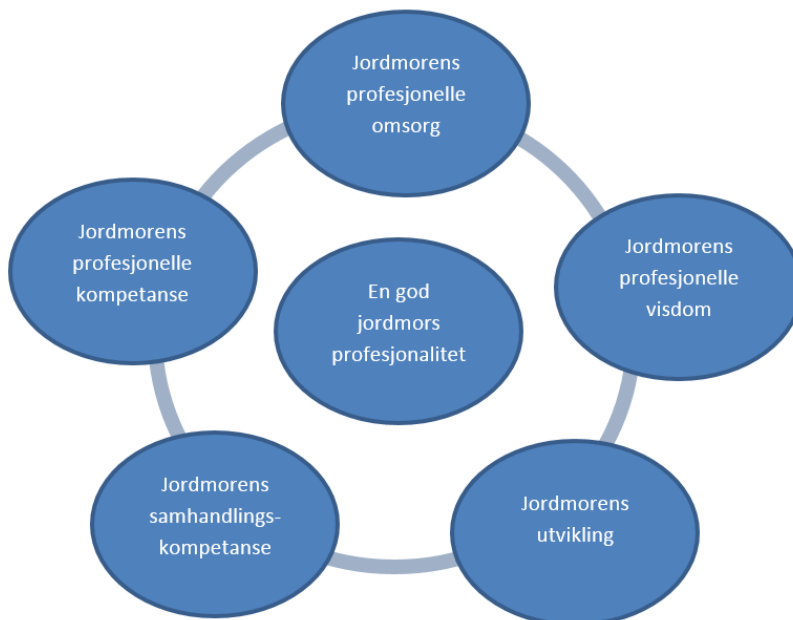 Jordmorens
profesjonelle
omsorg
Jordmorens
profesjonelle
kompetanse
Jordmorens
profesjonelle
visdom
En god
jordmors
profesjonalitet
Jordmorens
samhandlings-
kompetanse
Jordmorens
utvikling